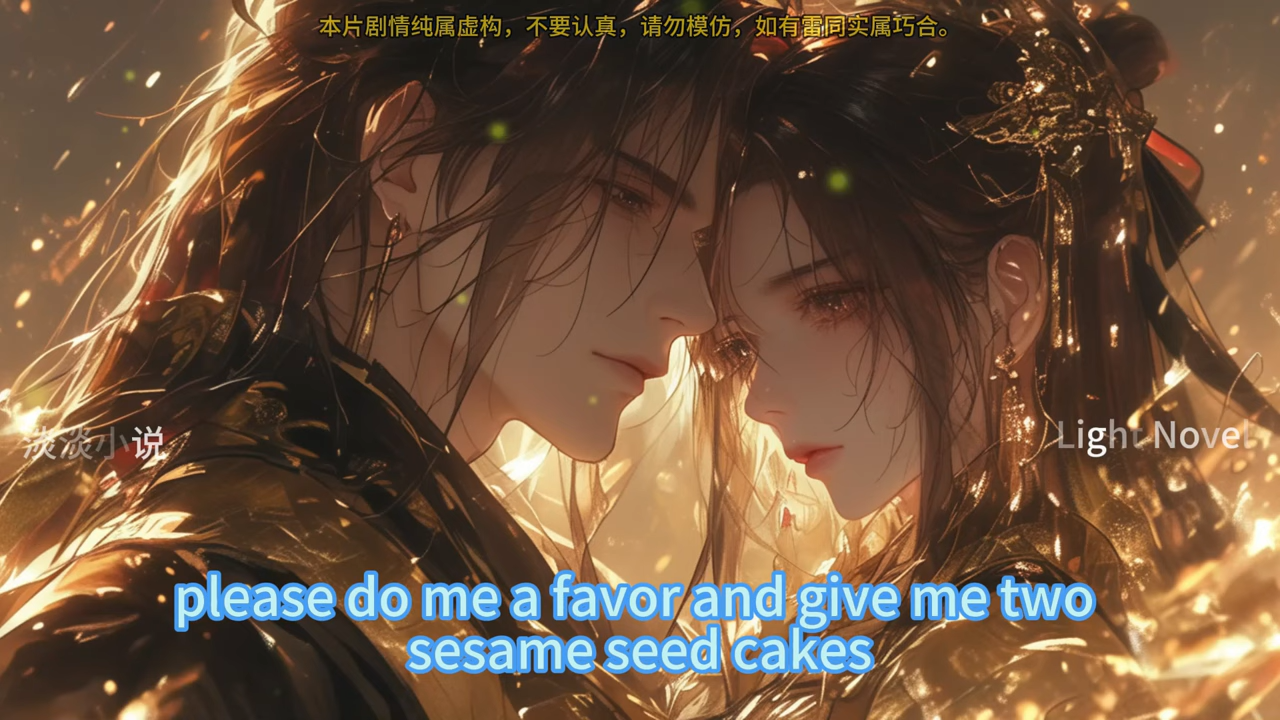 本片剧情纯属虚构，不要认真，请勿模仿，如有雷同实属巧合。
淡淡小说
Light Novel
please do me a favor and give me two
sesame seed cakes